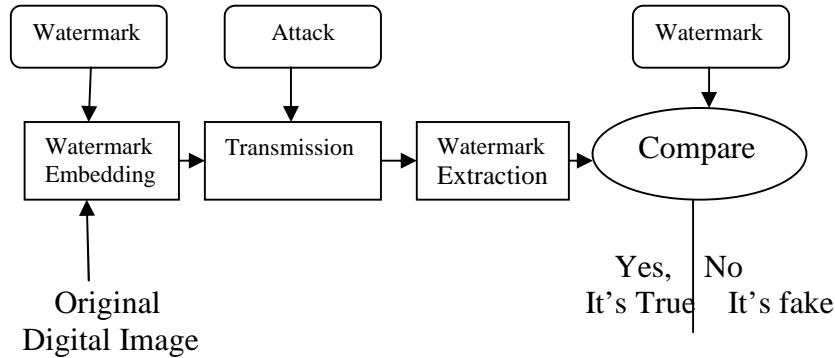 Watermark
Attack
Watermark
Watermark
Embedding
Transmission
Watermark
Extraction
Compare
Original
Digital Image
Yes,
It’s True
No
It’s fake